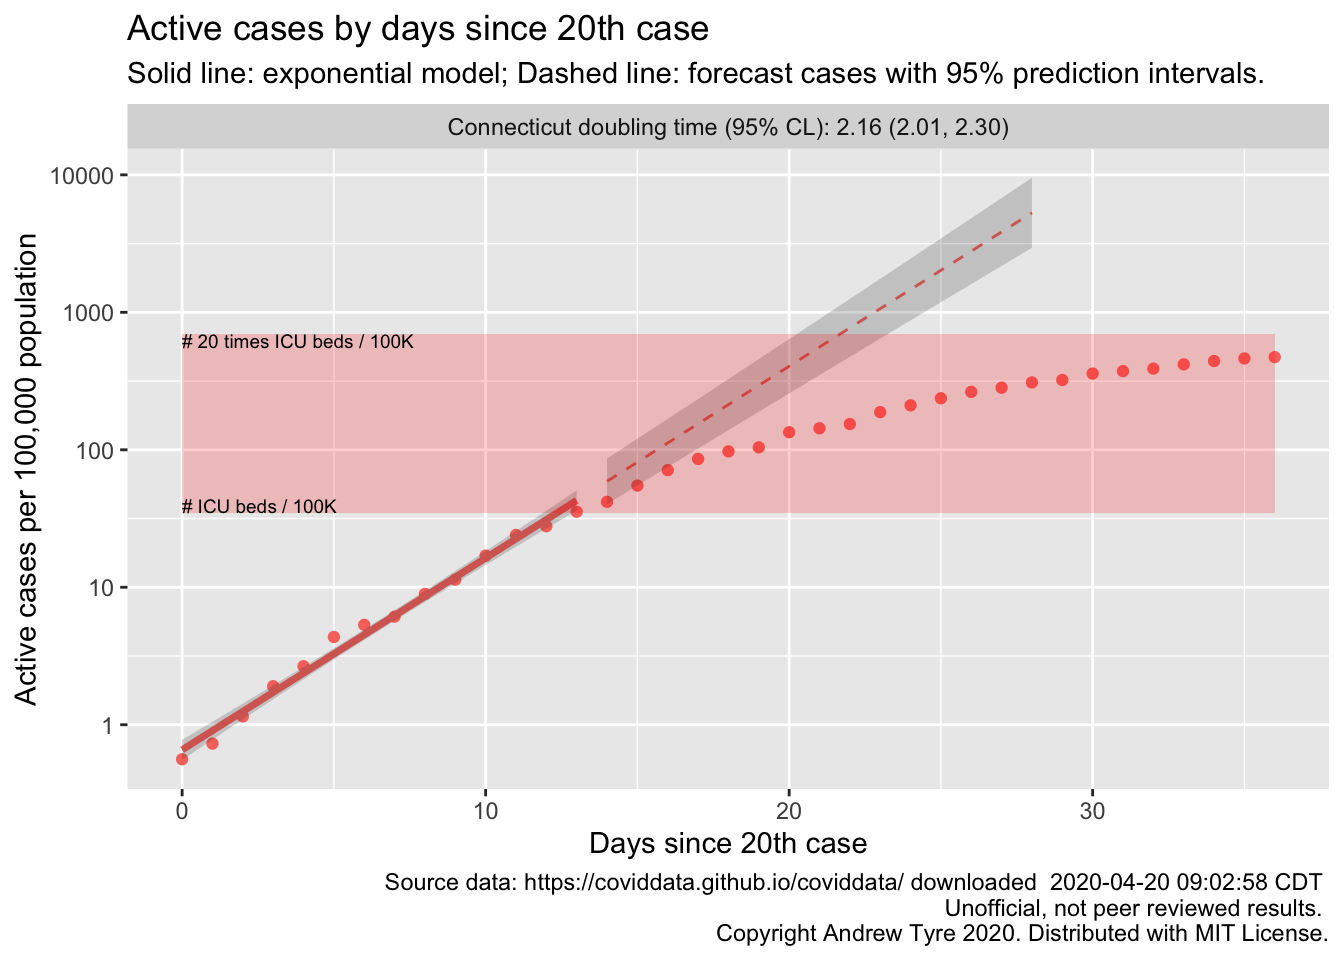 Active cases by days since 20th case
Solid line: exponential model; Dashed line: forecast cases with 95% prediction intervals.
Connecticut doubling time (95% CL): 2.16 (2.01, 2.30)
Active cases per 100,000 population
10000
1000
100
10
1
# 20 times ICU beds / 100K
# ICU beds / 100K
0
10
20
30
Days since 20th case
Source data: https://coviddata.github.io/coviddata/ downloaded  2020-04-20 09:02:58 CDT
Unofficial, not peer reviewed results.
Copyright Andrew Tyre 2020. Distributed with MIT License.